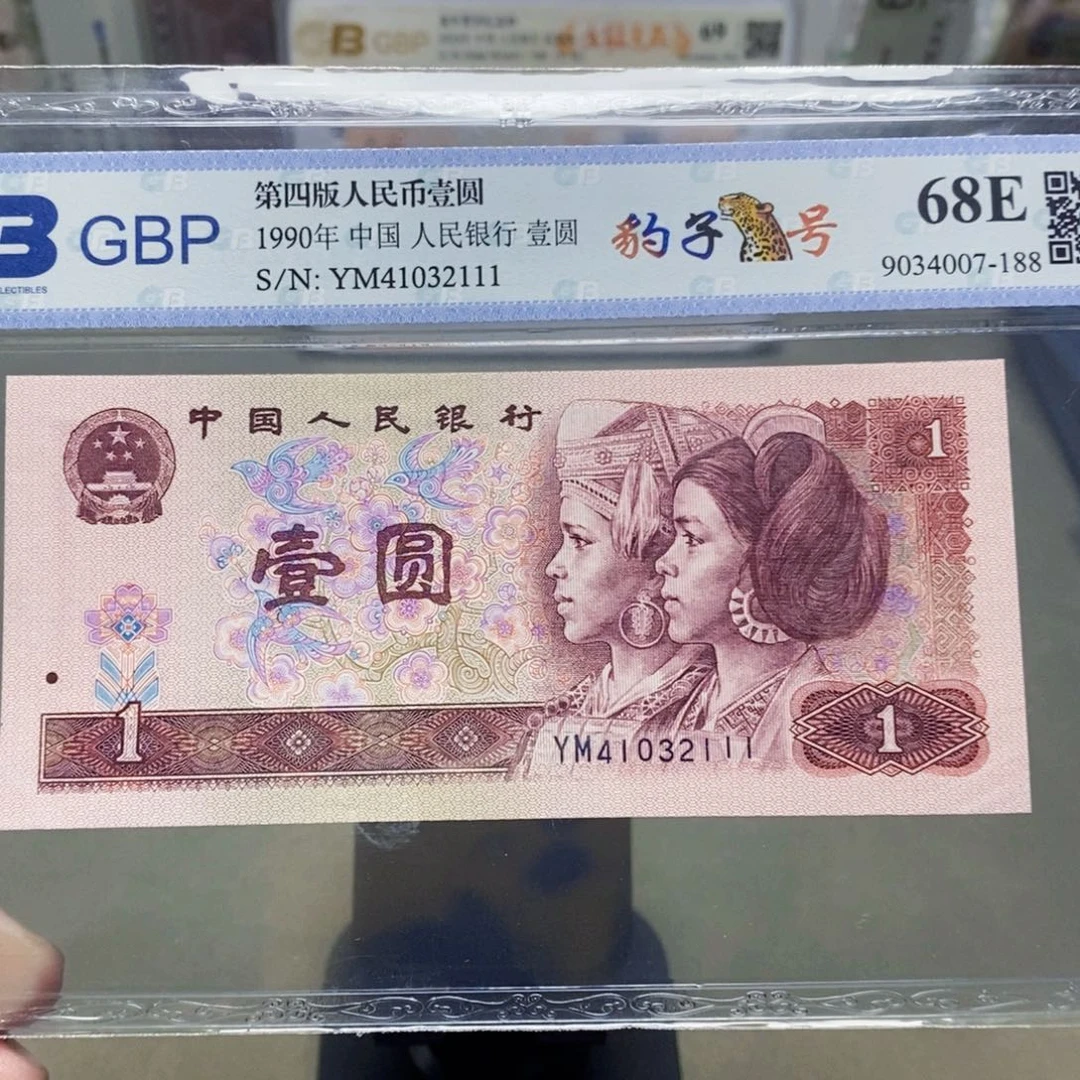 GBP
第四版人民币壹圆
1990年 中国 人民银行 壹圆
S/N: YM41032111
豹子号
68E
9034007-188
中国人民银行
1
壹圆
1
YM41032111
1